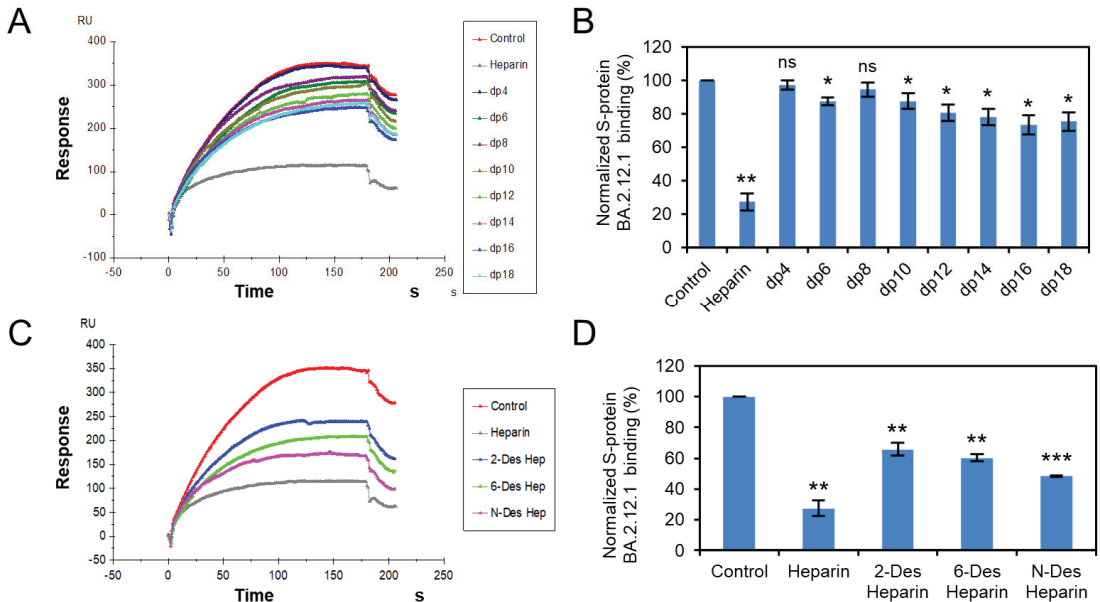 A
RU
400
300
200
100
0
-100
-50
0
50
100
150
200
250
Response
Time
s
s
Control
Heparin
dp4
dp6
dp8
dp10
dp12
dp14
dp16
dp18
B
Normalized S-protein
BA.2.12.1 binding (%)
120
100
80
60
40
20
0
**
ns
*
ns
*
*
*
*
*
Control
Heparin
dp4
dp6
dp8
dp10
dp12
dp14
dp16
dp18
C
RU
400
350
300
250
200
150
100
50
0
-50
-50
0
50
100
150
200
250
Response
Time
s
Control
Heparin
2-Des Hep
6-Des Hep
N-Des Hep
D
Normalized S-protein
BA.2.12.1 binding (%)
120
100
80
60
40
20
0
**
**
**
***
Control
Heparin
2-Des
Heparin
6-Des
Heparin
N-Des
Heparin